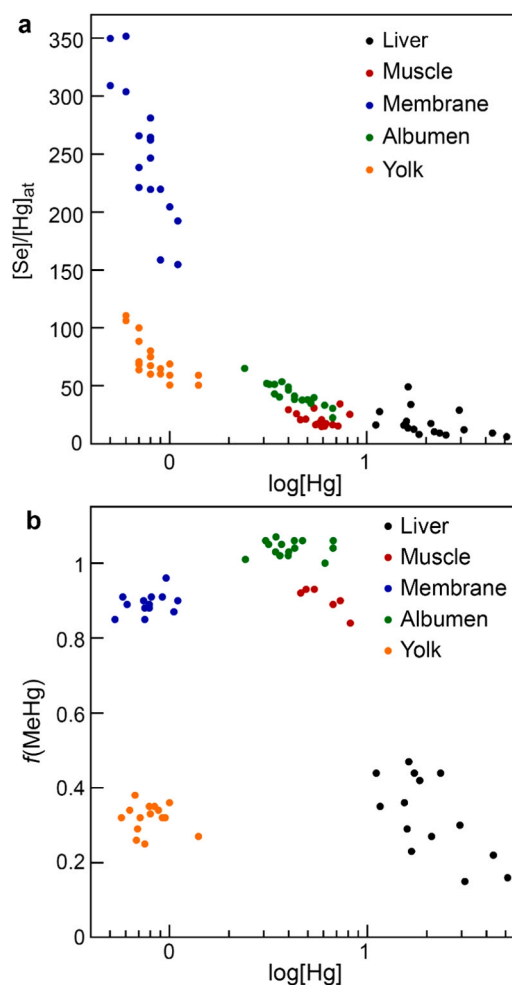 a
350
300
250
200
150
100
50
0
[Se]/[Hg]at
Liver
Muscle
Membrane
Albumen
Yolk
0
1
log[Hg]
b
1
0.8
0.6
0.4
0.2
0
f(MeHg)
Liver
Muscle
Membrane
Albumen
Yolk
0
1
log[Hg]